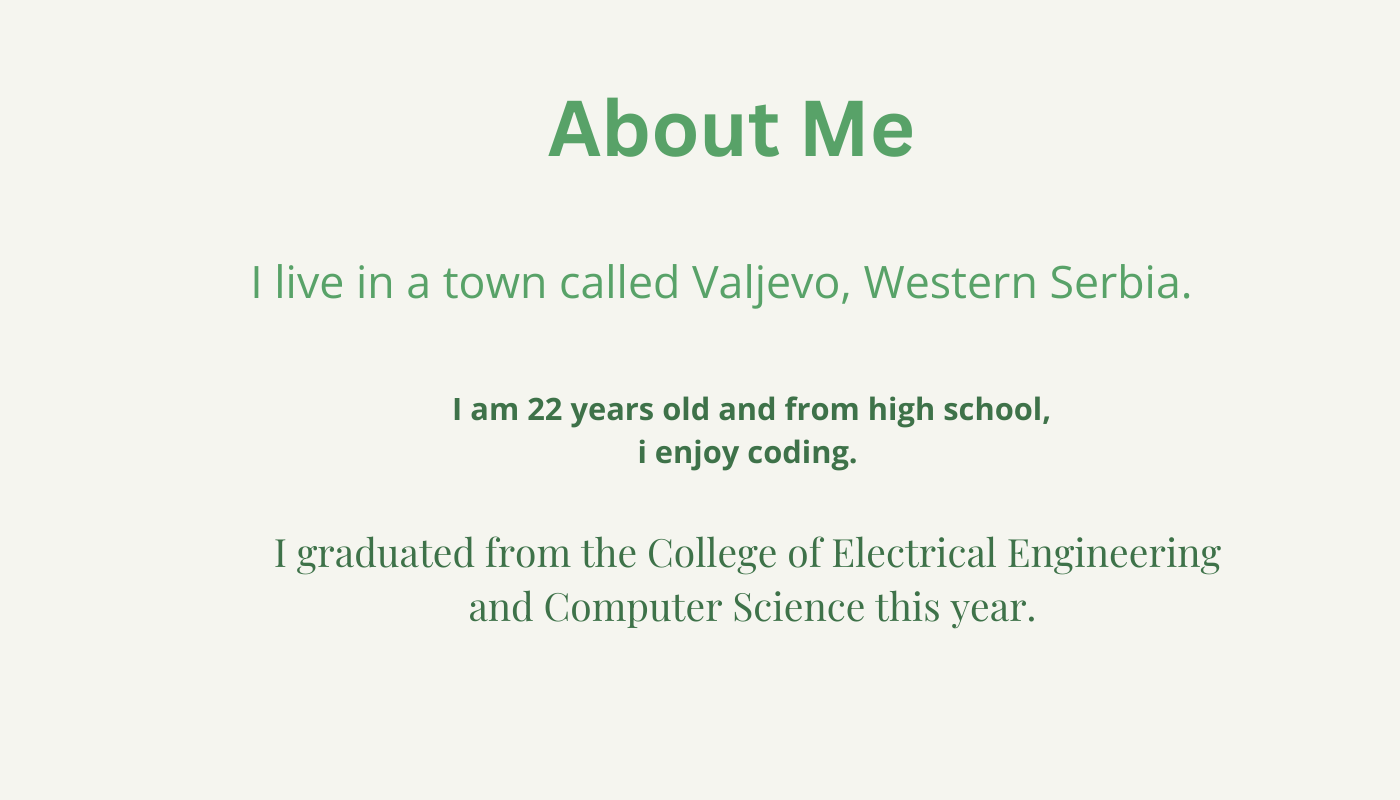 About Me
I live in a town called Valjevo, Western Serbia.
I am 22 years old and from high school,
i enjoy coding.
I graduated from the College of Electrical Engineering
and Computer Science this year.